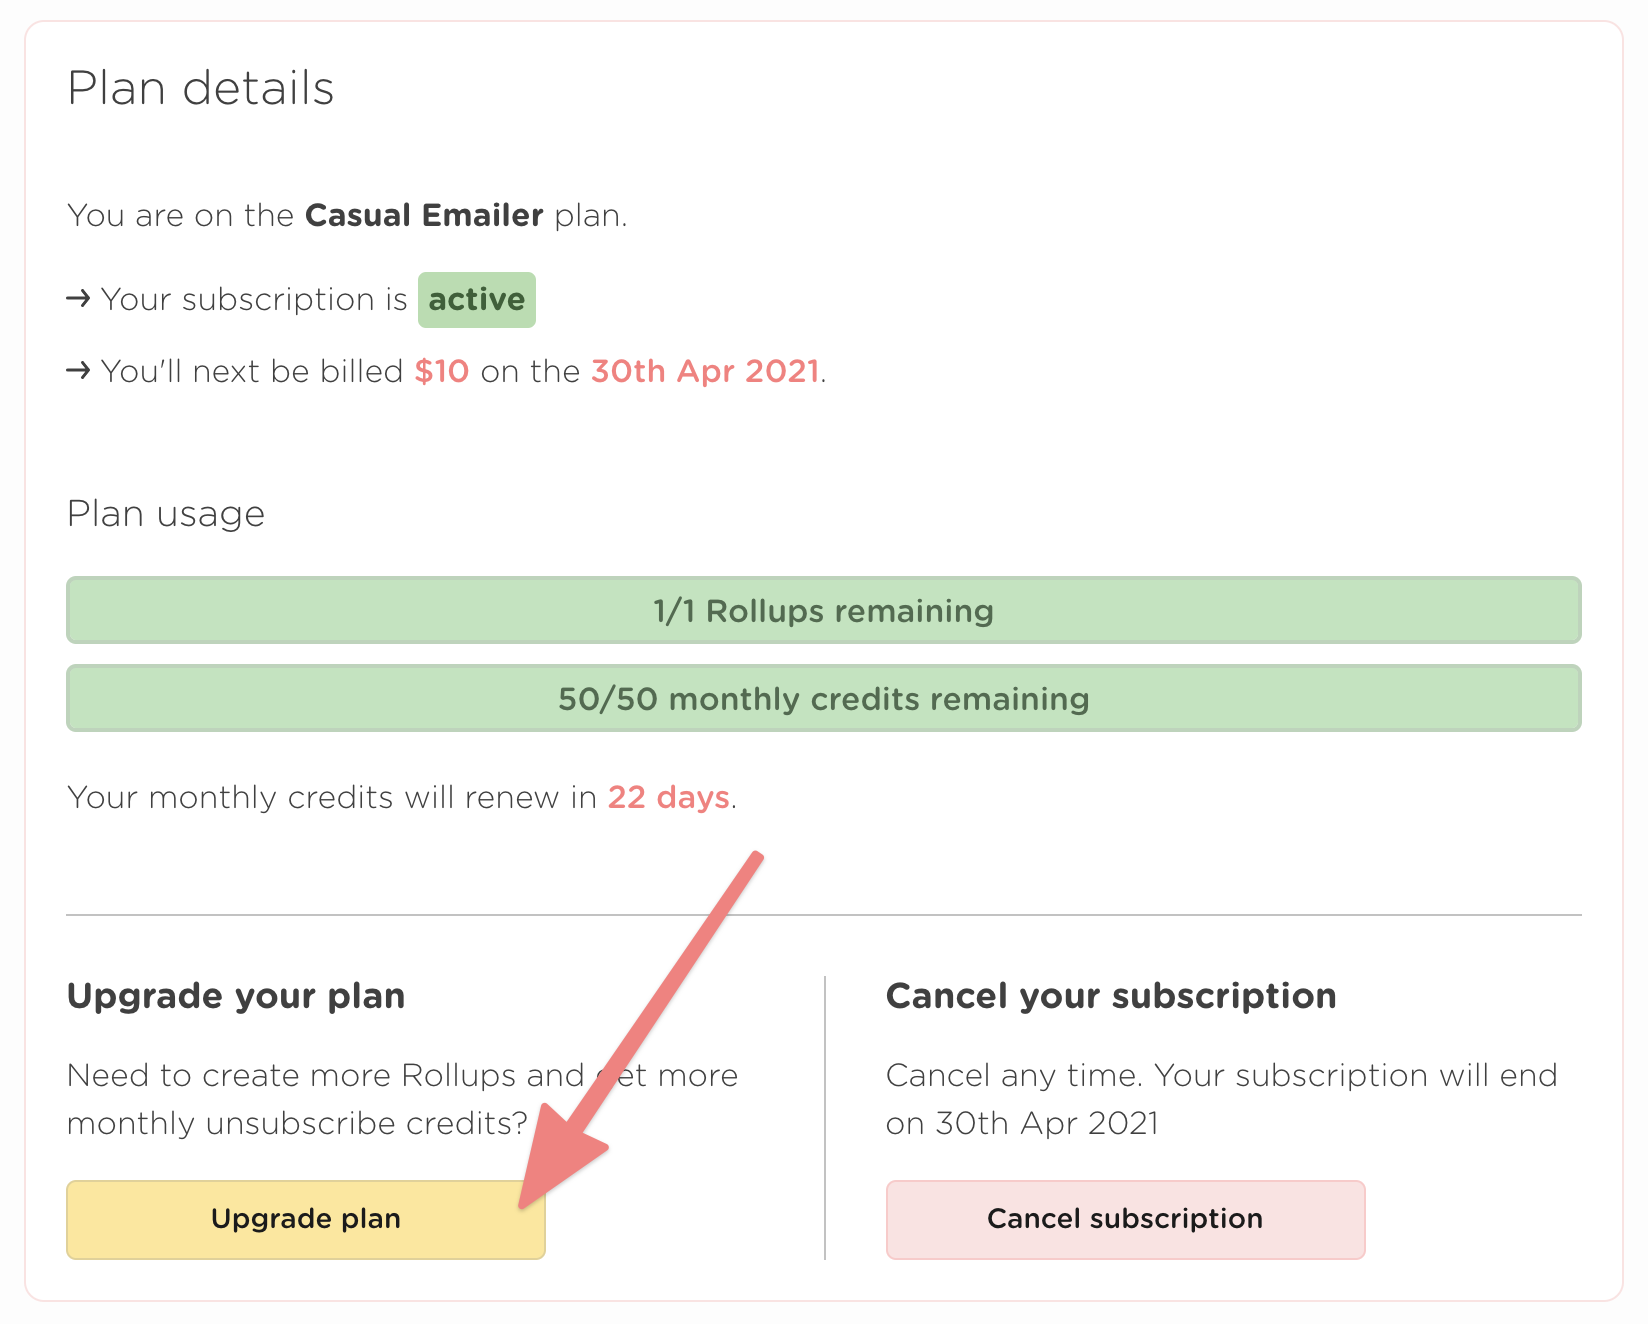 Plan details
You are on the Casual Emailer plan.
→ Your subscription is active
→ You'll next be billed $10 on the 30th Apr 2021.
Plan usage
1/1 Rollups remaining
50/50 monthly credits remaining
Your monthly credits will renew in 22 days.
Upgrade your plan
Need to create more Rollups and get more
monthly unsubscribe credits?
Upgrade plan
Cancel your subscription
Cancel any time. Your subscription will end
on 30th Apr 2021
Cancel subscription